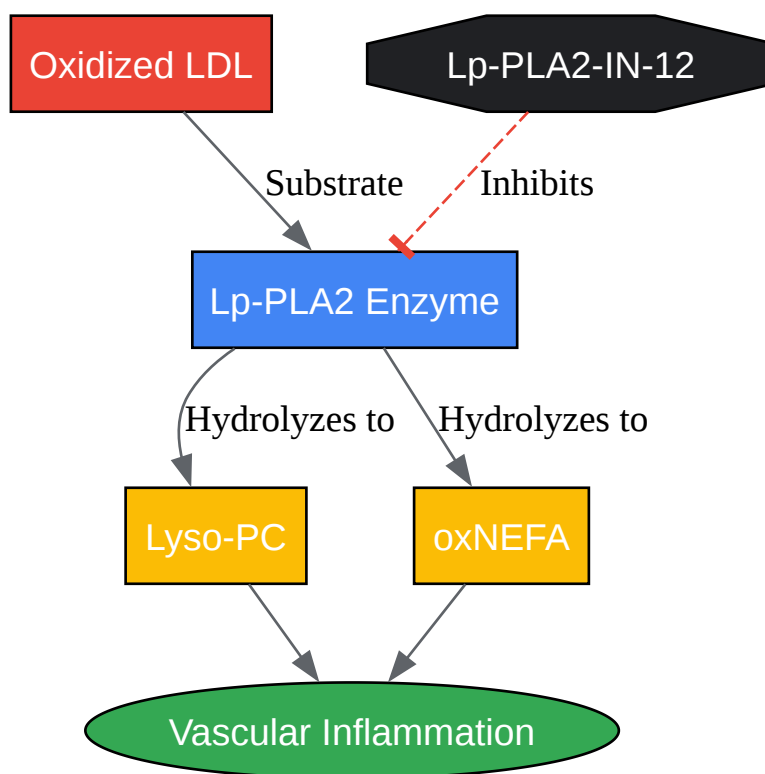 Oxidized LDL
Lp-PLA2-IN-12
Substrate
Inhibits
Lp-PLA2 Enzyme
Hydrolyzes to
Hydrolyzes to
Lyso-PC
oxNEFA
Vascular Inflammation